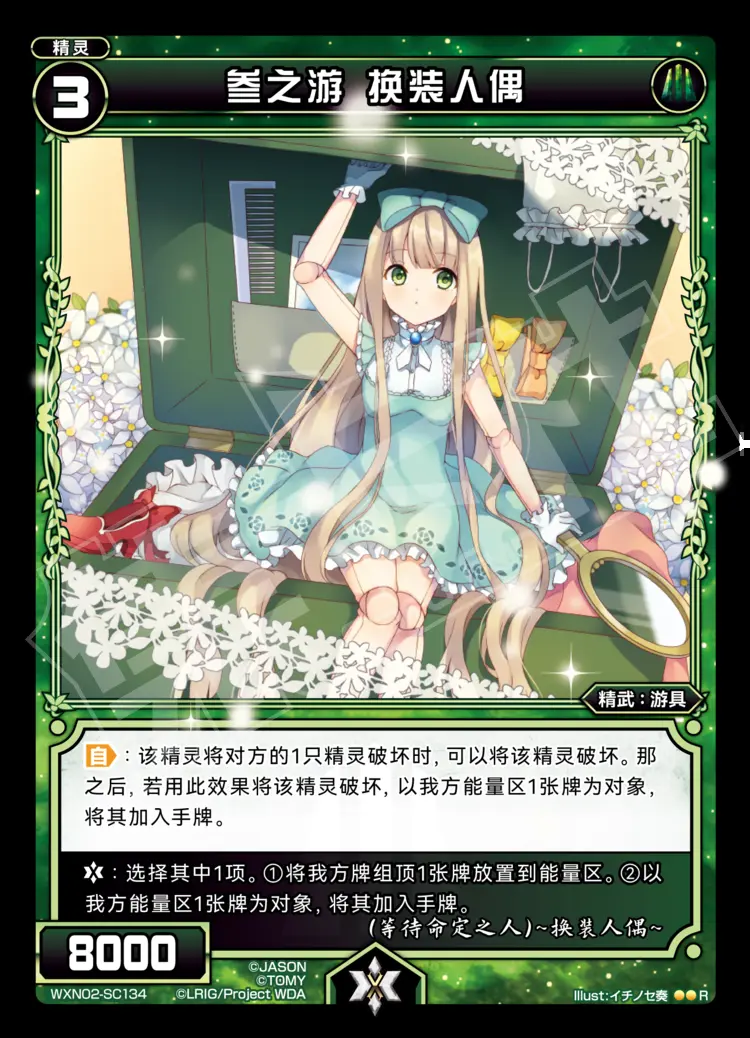 精灵
3
叁之游 换装人偶
精武：游具
自：该精灵将对方的1只精灵破坏时，可以将该精灵破坏。那
之后，若用此效果将该精灵破坏，以我方能量区1张牌为对象，
将其加入手牌。
：选择其中1项。①将我方牌组顶1张牌放置到能量区。②以
我方能量区1张牌为对象，将其加入手牌。
(等待命定之人)~换装人偶~
8000
©JASON
©TOMY
WXN02-SC134 ©LRIG/Project WDA
Illust:イチノセ奏 R